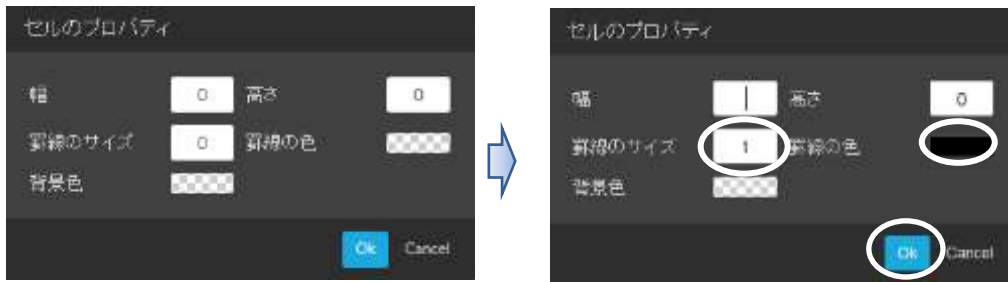 セルのプロパティ
幅 0 高さ 0
罫線のサイズ 0 罫線の色
背景色
Ok Cancel
セルのプロパティ
幅 高さ 0
罫線のサイズ 1 罫線の色
背景色
Ok Cancel